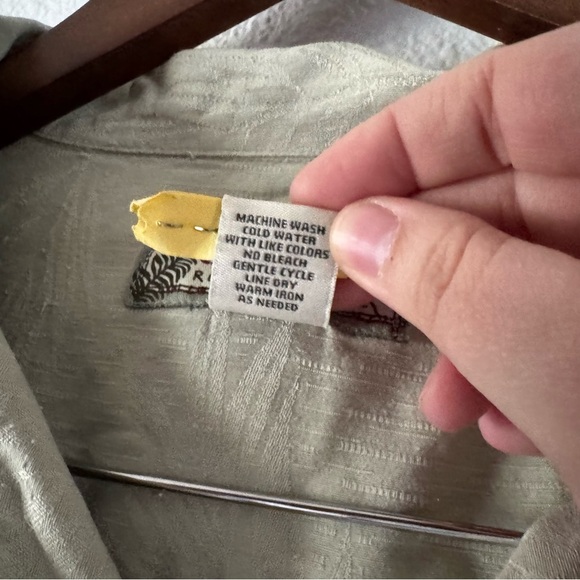 MACHINE WASH
COLD WATER
WITH LIKE COLORS
NO BLEACH
GENTLE CYCLE
LINE DRY
WARM IRON
AS NEEDED
R